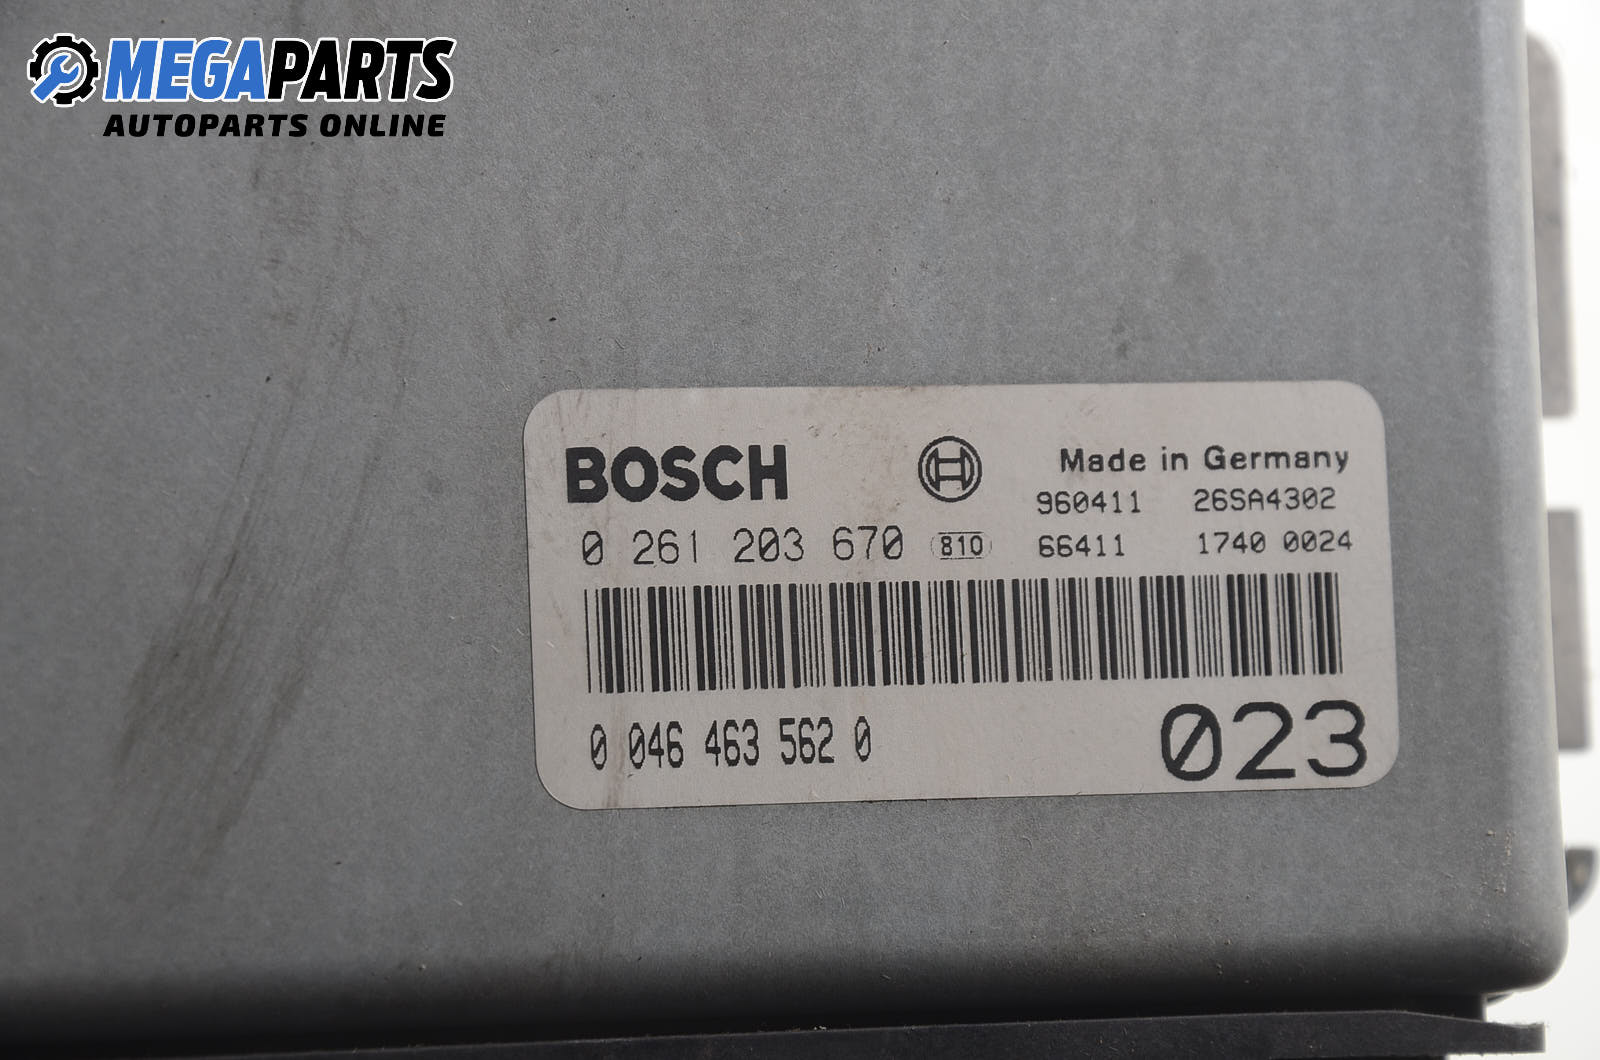 MEGAPARTS
AUTOPARTS ONLINE
BOSCH Made in Germany
960411 26SA4302
0 261 203 670 810 66411 1740 0024
0 046 463 562 0 023